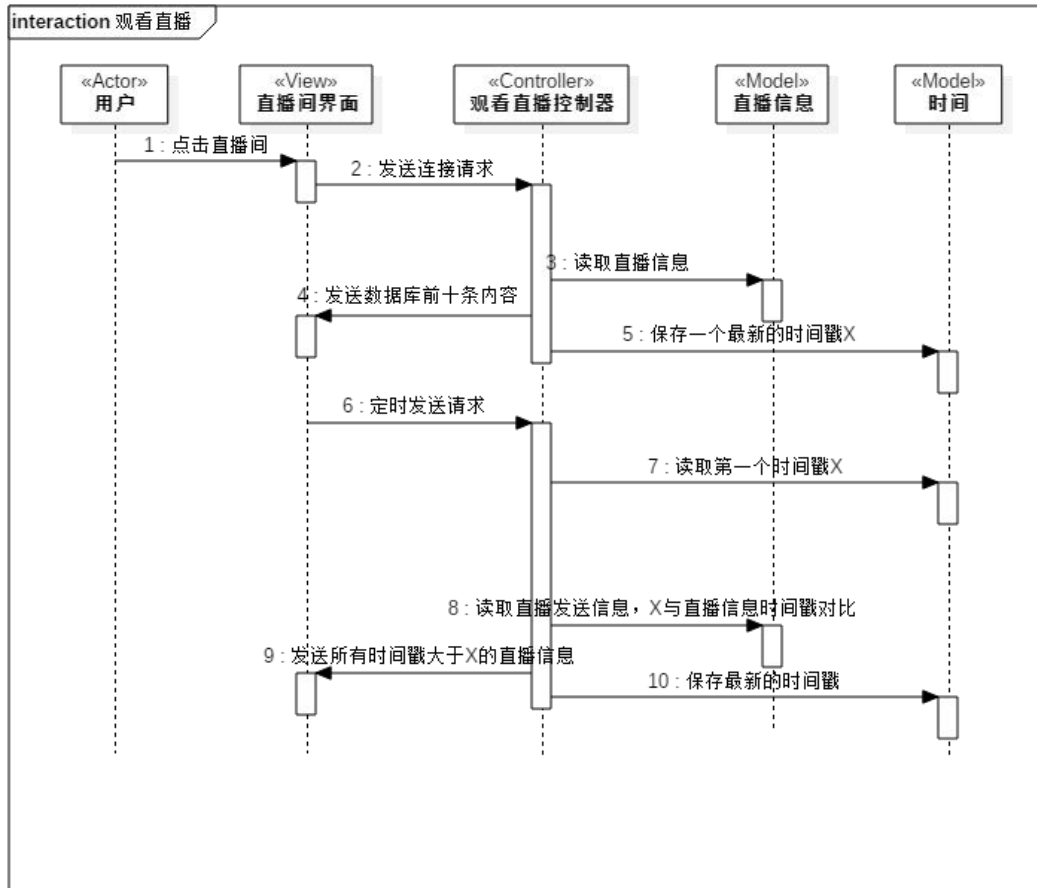 interaction 观看直播
«Actor»
用户
«View»
直播间界面
«Controller»
观看直播控制器
«Model»
直播信息
«Model»
时间
1 : 点击直播间
2 : 发送连接请求
3 : 读取直播信息
4 : 发送数据库前十条内容
5 : 保存一个最新的时间戳X
6 : 定时发送请求
7 : 读取第一个时间戳X
8 : 读取直播发送信息，X与直播信息时间戳对比
9 : 发送所有时间戳大于X的直播信息
10 : 保存最新的时间戳